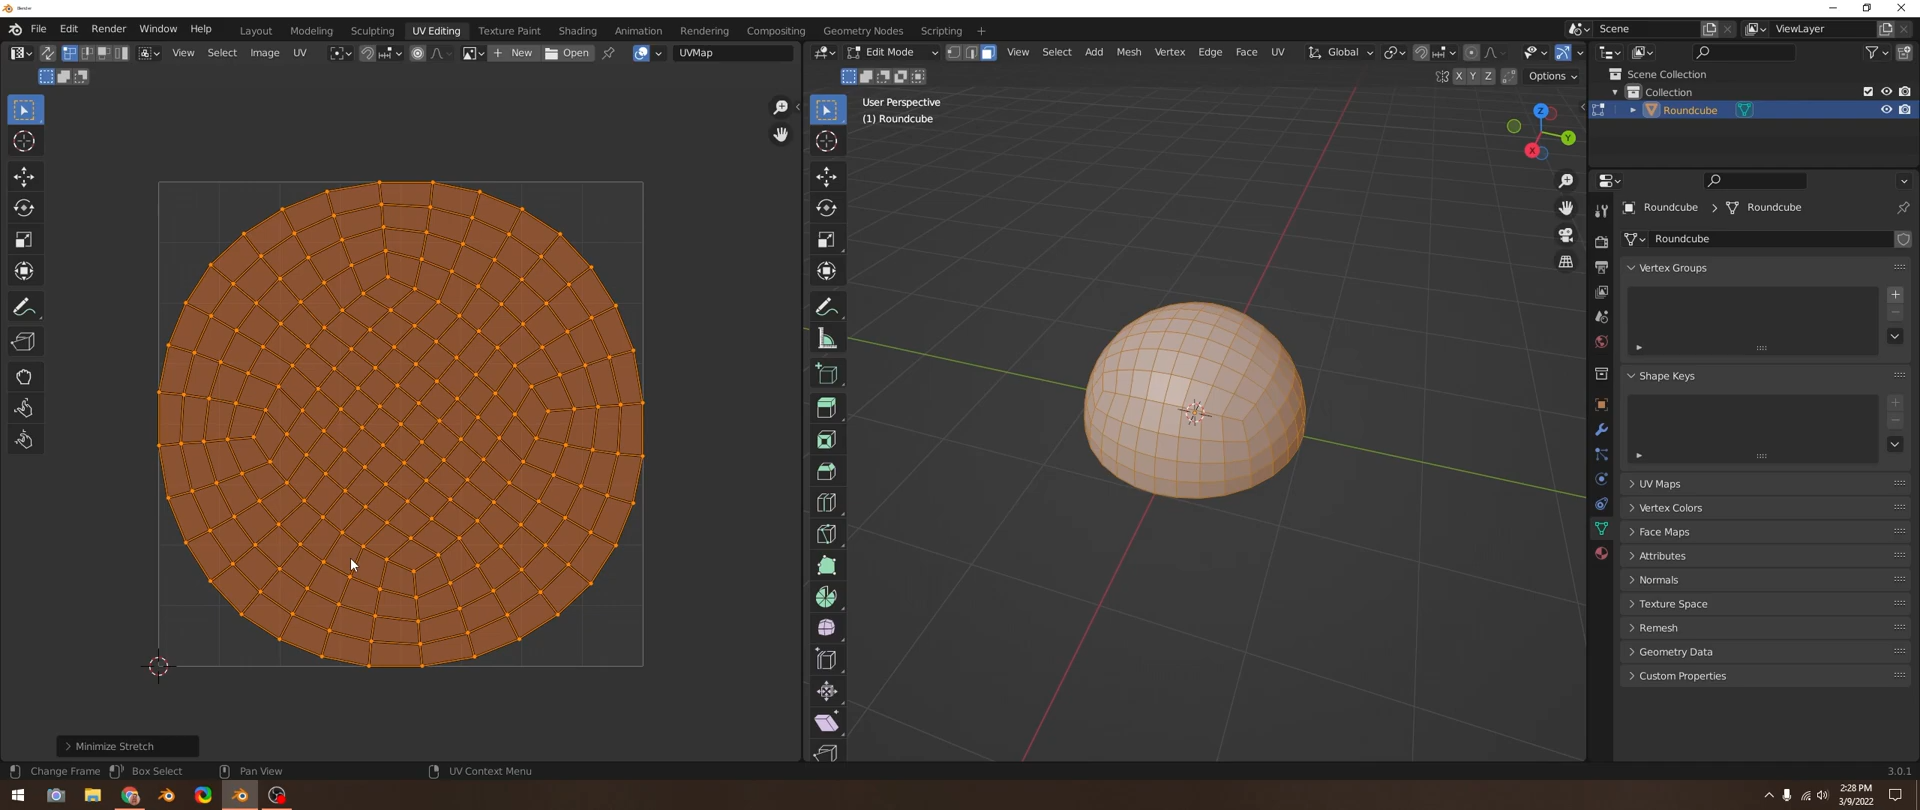 Blender
File Edit Render Window Help Layout Modeling Sculpting UV Editing Texture Paint Shading Animation Rendering Compositing Geometry Nodes Scripting + Scene ViewLayer
View Select Image UV New Open UVMap Edit Mode View Select Add Mesh Vertex Edge Face UV Global
X Y Z Options
User Perspective
(1) Roundcube
Z
Y
X
Scene Collection
Collection
Roundcube
Roundcube > Roundcube
Roundcube
Vertex Groups
Shape Keys
UV Maps
Vertex Colors
Face Maps
Attributes
Normals
Texture Space
Remesh
Geometry Data
Custom Properties
> Minimize Stretch
Change Frame Box Select Pan View UV Context Menu 3.0.1
2:28 PM
3/9/2022